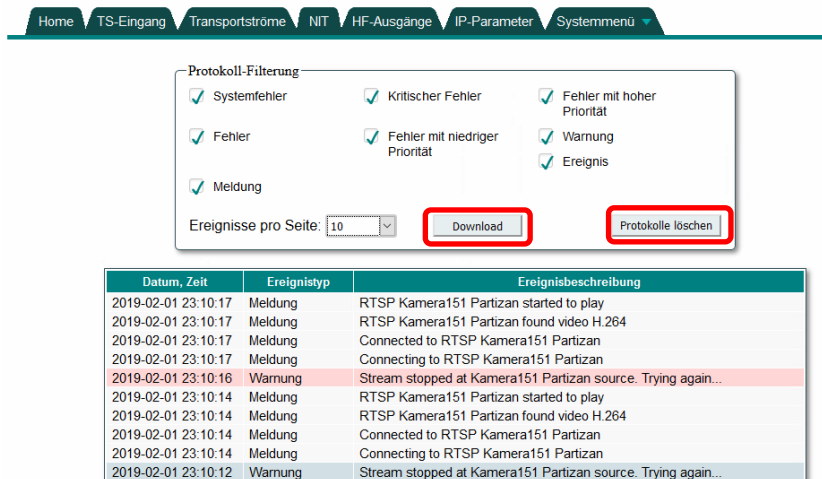 Home TS-Eingang Transportströme NIT HF-Ausgänge IP-Parameter Systemmenü
Protokoll-Filterung
Systemfehler Kritischer Fehler Fehler mit hoher
Priorität
Fehler Fehler mit niedriger Warnung
Priorität
Ereignis
Meldung
Ereignisse pro Seite: 10 Download Protokolle löschen
Datum, Zeit Ereignistyp Ereignisbeschreibung
2019-02-01 23:10:17 Meldung RTSP Kamera151 Partizan started to play
2019-02-01 23:10:17 Meldung RTSP Kamera151 Partizan found video H.264
2019-02-01 23:10:17 Meldung Connected to RTSP Kamera151 Partizan
2019-02-01 23:10:17 Meldung Connecting to RTSP Kamera151 Partizan
2019-02-01 23:10:16 Warnung Stream stopped at Kamera151 Partizan source. Trying again...
2019-02-01 23:10:14 Meldung RTSP Kamera151 Partizan started to play
2019-02-01 23:10:14 Meldung RTSP Kamera151 Partizan found video H.264
2019-02-01 23:10:14 Meldung Connected to RTSP Kamera151 Partizan
2019-02-01 23:10:14 Meldung Connecting to RTSP Kamera151 Partizan
2019-02-01 23:10:12 Warnung Stream stopped at Kamera151 Partizan source. Trying again...